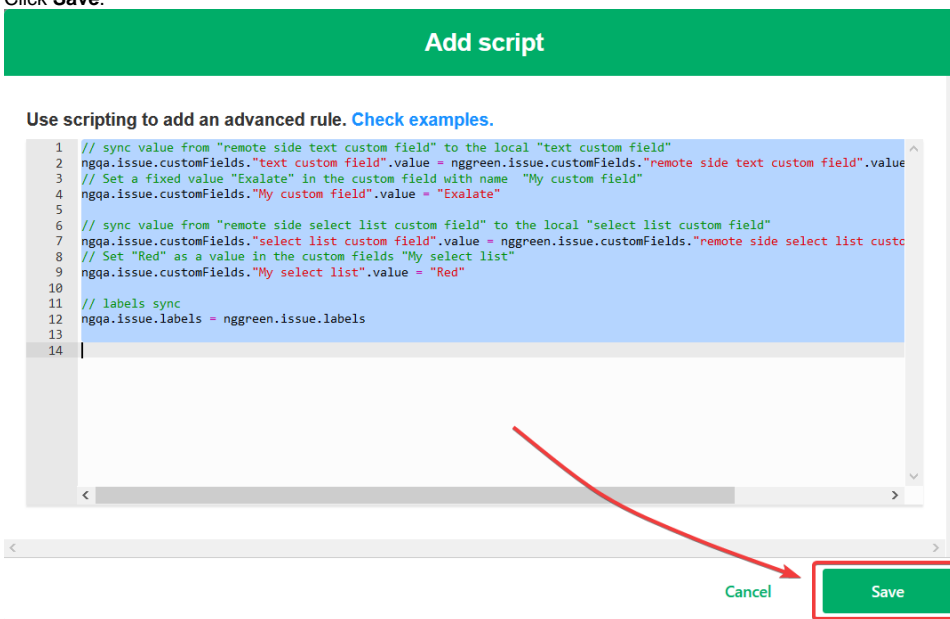 Click Save.
Add script
Use scripting to add an advanced rule. Check examples.
1 // sync value from "remote side text custom field" to the local "text custom field"
2 ngqa.issue.customFields."text custom field".value = nggreen.issue.customFields."remote side text custom field".value
3 // Set a fixed value "Exalate" in the custom field with name  "My custom field"
4 ngqa.issue.customFields."My custom field".value = "Exalate"
5
6 // sync value from "remote side select list custom field" to the local "select list custom field"
7 ngqa.issue.customFields."select list custom field".value = nggreen.issue.customFields."remote side select list custo
8 // Set "Red" as a value in the custom fields "My select list"
9 ngqa.issue.customFields."My select list".value = "Red"
10
11 // labels sync
12 ngqa.issue.labels = nggreen.issue.labels
13
14
Cancel
Save